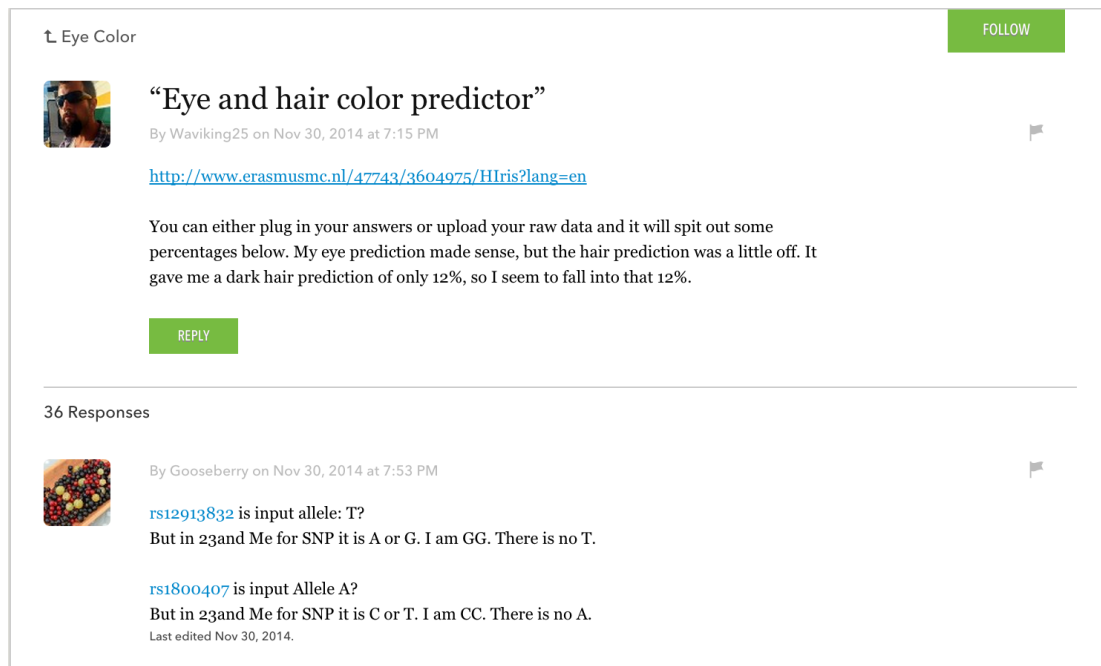 Eye Color
FOLLOW
“Eye and hair color predictor”
By Waviking25 on Nov 30, 2014 at 7:15 PM
http://www.erasmusmc.nl/47743/3604975/HIris?lang=en
You can either plug in your answers or upload your raw data and it will spit out some
percentages below. My eye prediction made sense, but the hair prediction was a little off. It
gave me a dark hair prediction of only 12%, so I seem to fall into that 12%.
REPLY
36 Responses
By Gooseberry on Nov 30, 2014 at 7:53 PM
rs12913832 is input allele: T?
But in 23and Me for SNP it is A or G. I am GG. There is no T.
rs1800407 is input Allele A?
But in 23and Me for SNP it is C or T. I am CC. There is no A.
Last edited Nov 30, 2014.